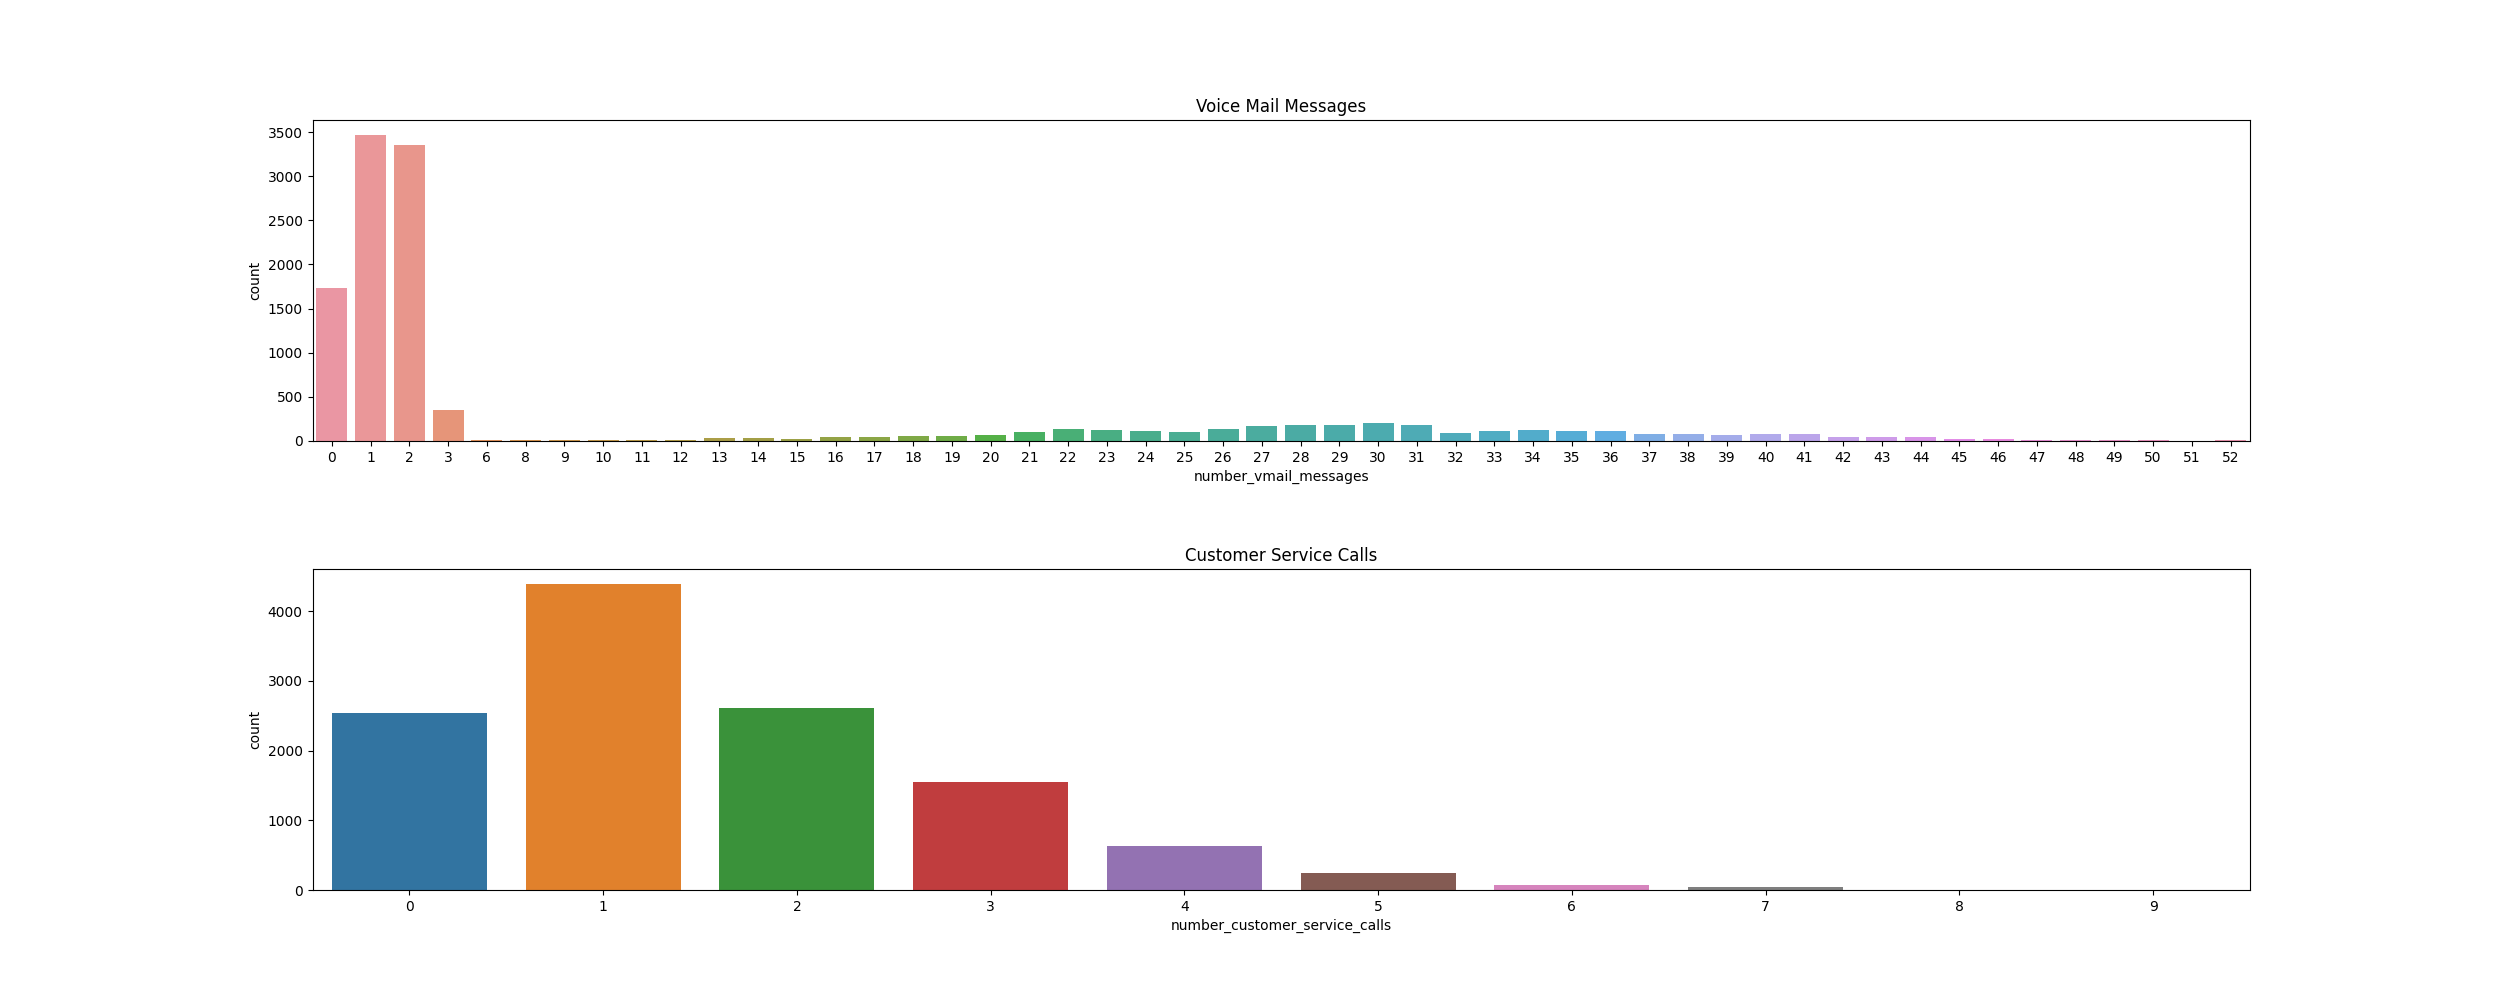 Voice Mail Messages
3500
3000
2500
2000
1500
1000
500
0
count
0 1 2 3 6 8 9 10 11 12 13 14 15 16 17 18 19 20 21 22 23 24 25 26 27 28 29 30 31 32 33 34 35 36 37 38 39 40 41 42 43 44 45 46 47 48 49 50 51 52
number_vmail_messages
Customer Service Calls
4000
3000
2000
1000
0
count
0 1 2 3 4 5 6 7 8 9
number_customer_service_calls